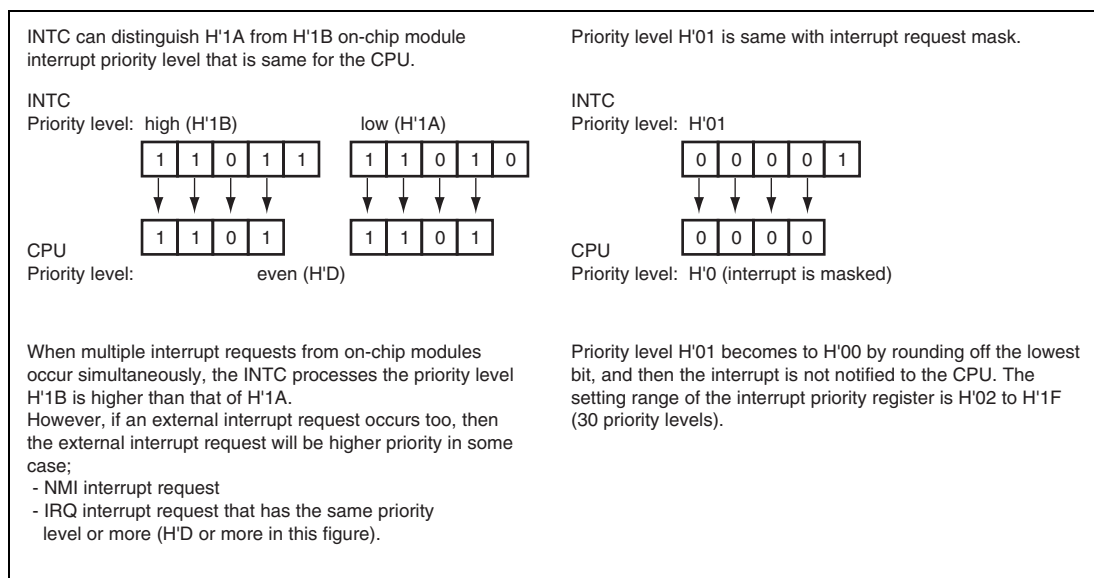 INTC can distinguish H'1A from H'1B on-chip module
interrupt priority level that is same for the CPU.
INTC
Priority level: high (H'1B) low (H'1A)
1 1 0 1 1 1 1 0 1 0
1 1 0 1 1 1 0 1
CPU
Priority level: even (H'D)
When multiple interrupt requests from on-chip modules
occur simultaneously, the INTC processes the priority level
H'1B is higher than that of H'1A.
However, if an external interrupt request occurs too, then
the external interrupt request will be higher priority in some
case;
- NMI interrupt request
- IRQ interrupt request that has the same priority
level or more (H'D or more in this figure).
Priority level H'01 is same with interrupt request mask.
INTC
Priority level: H'01
0 0 0 0 1
0 0 0 0
CPU
Priority level: H'0 (interrupt is masked)
Priority level H'01 becomes to H'00 by rounding off the lowest
bit, and then the interrupt is not notified to the CPU. The
setting range of the interrupt priority register is H'02 to H'1F
(30 priority levels).